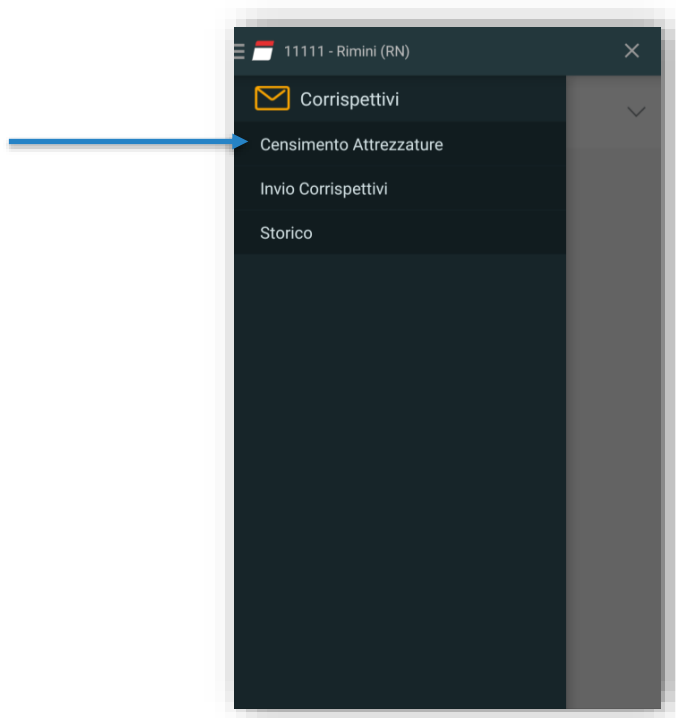 11111 - Rimini (RN)
Corrispettivi
Censimento Attrezzature
Invio Corrispettivi
Storico